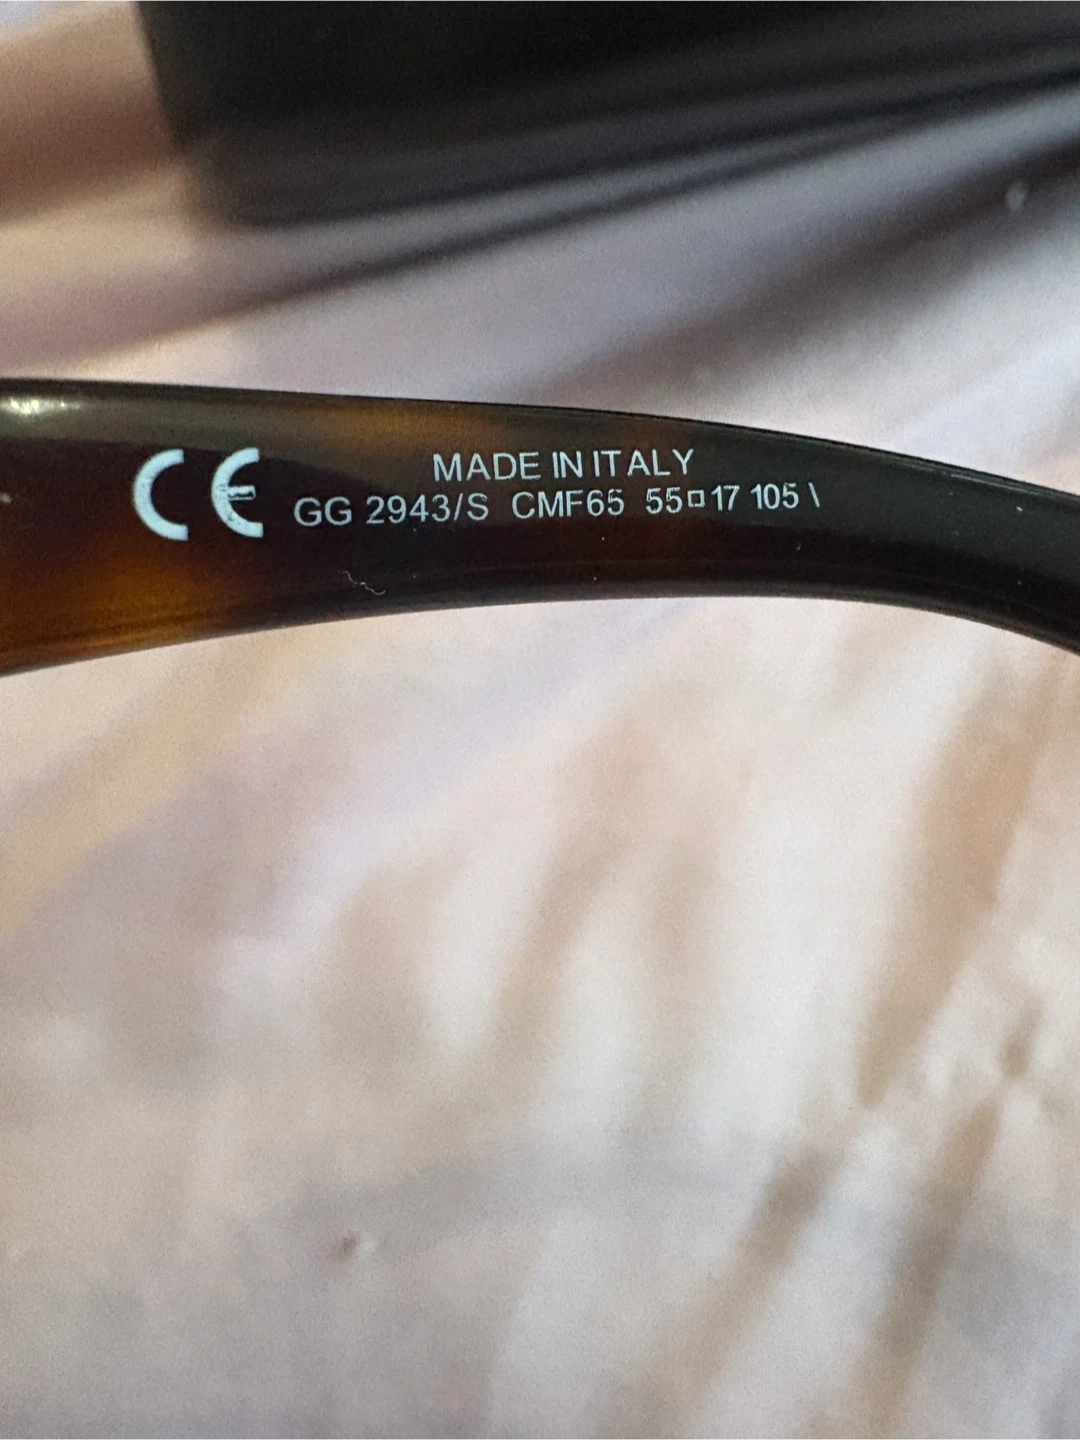 MADE IN ITALY
CE GG 2943/S CMF65 55□17 105 \